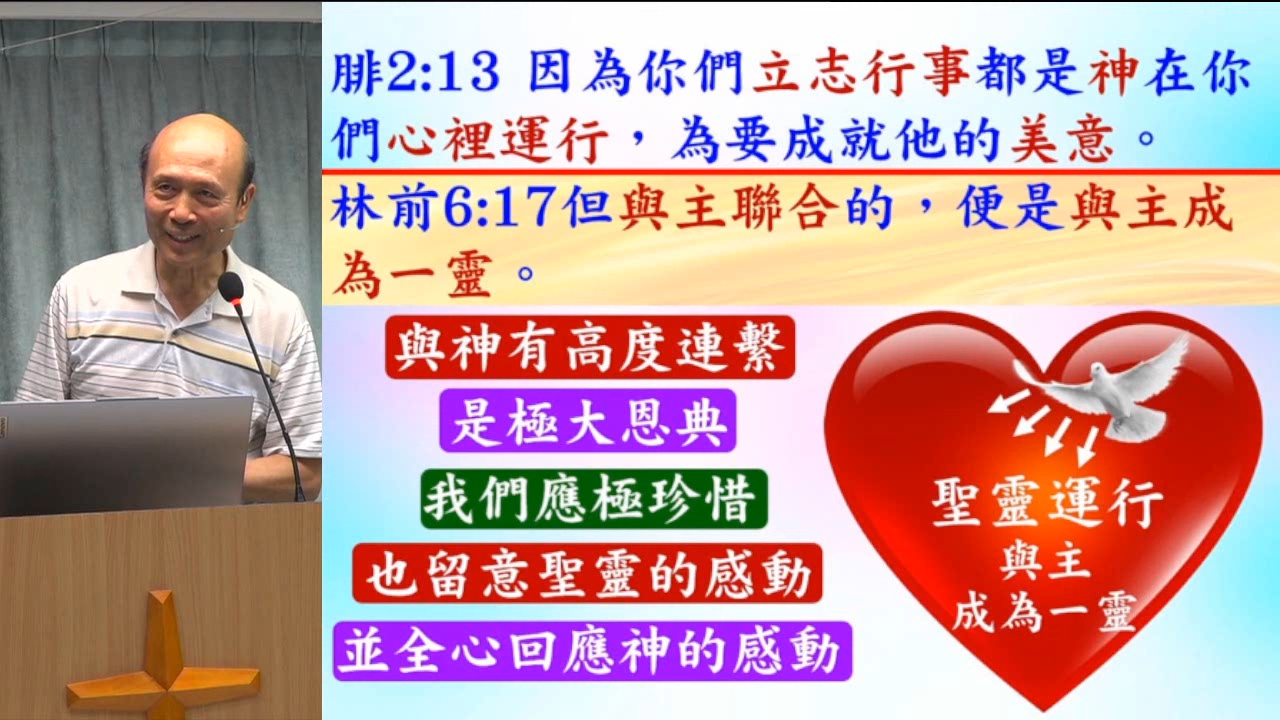 腓2:13 因為你們立志行事都是神在你
們心裡運行，為要成就他的美意。
林前6:17但與主聯合的，便是與主成
為一靈。
與神有高度連繫
是極大恩典
我們應極珍惜
也留意聖靈的感動
並全心回應神的感動
聖靈運行
與主
成為一靈